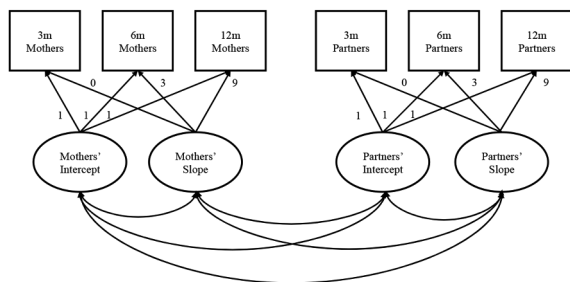 3m
Mothers
6m
Mothers
12m
Mothers
3m
Partners
6m
Partners
12m
Partners
0 3 9 0 3 9
1 1 1 1 1 1
Mothers'
Intercept
Mothers'
Slope
Partners'
Intercept
Partners'
Slope